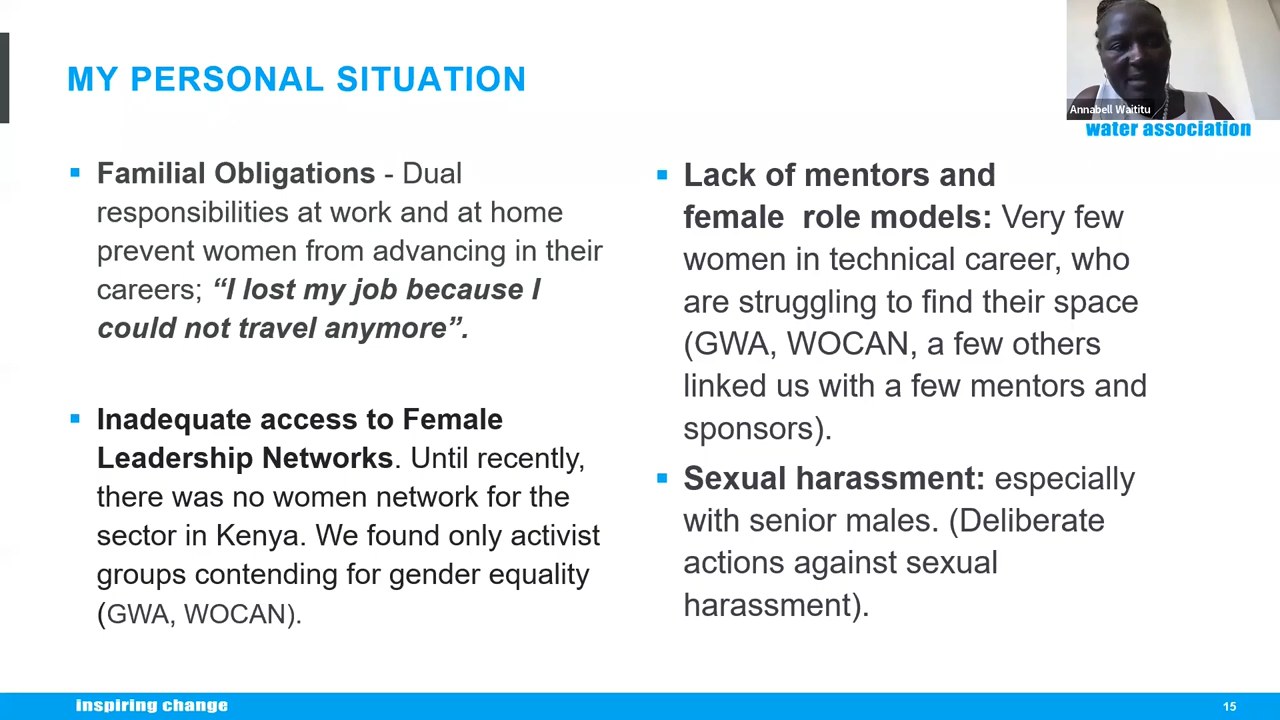 MY PERSONAL SITUATION
Annabell Waititu
water association
Familial Obligations - Dual
responsibilities at work and at home
prevent women from advancing in their
careers; “I lost my job because I
could not travel anymore”.
Inadequate access to Female
Leadership Networks. Until recently,
there was no women network for the
sector in Kenya. We found only activist
groups contending for gender equality
(GWA, WOCAN).
Lack of mentors and
female role models: Very few
women in technical career, who
are struggling to find their space
(GWA, WOCAN, a few others
linked us with a few mentors and
sponsors).
Sexual harassment: especially
with senior males. (Deliberate
actions against sexual
harassment).
inspiring change
15